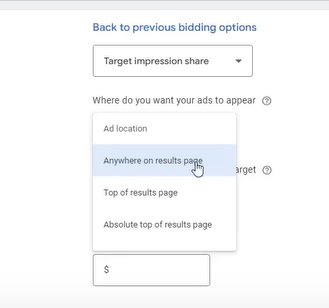 Back to previous bidding options
Target impression share
Where do you want your ads to appear
Ad location
Anywhere on results page
arget
Top of results page
Absolute top of results page
$